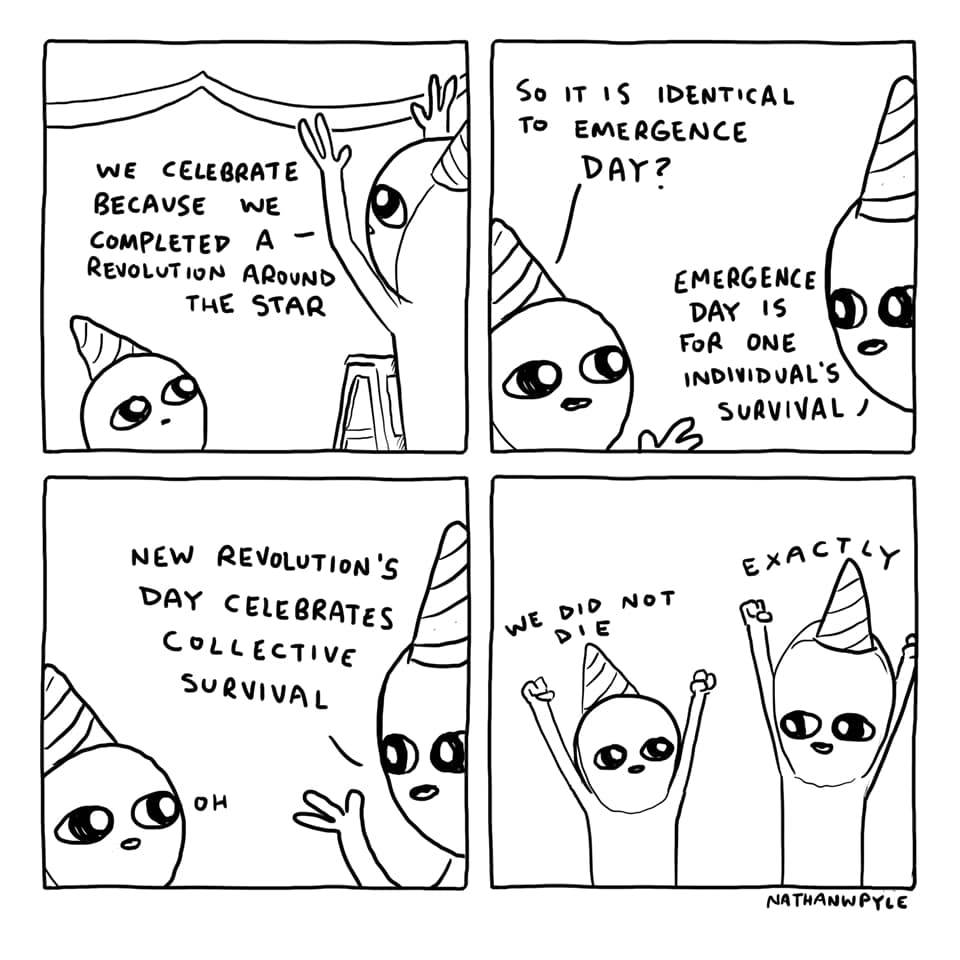 WE CELEBRATE
BECAUSE WE
COMPLETED A
REVOLUTION AROUND
THE STAR
SO IT IS IDENTICAL
TO EMERGENCE
DAY?
EMERGENCE
DAY IS
FOR ONE
INDIVIDUAL'S
SURVIVAL
NEW REVOLUTION'S
DAY CELEBRATES
COLLECTIVE
SURVIVAL
OH
WE DID NOT
DIE
EXACTLY
NATHANWPYLE